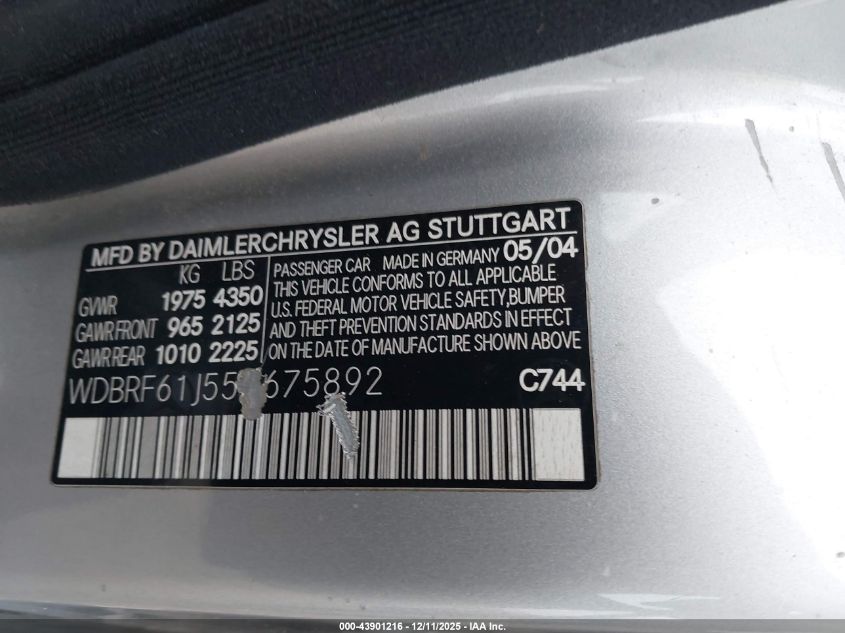 MFD BY DAIMLERCHRYSLER AG STUTTGART
KG LBS
GVWR 1975 4350
GAWR FRONT 965 2125
GAWR REAR 1010 2225
PASSENGER CAR MADE IN GERMANY 05/04
THIS VEHICLE CONFORMS TO ALL APPLICABLE
U.S. FEDERAL MOTOR VEHICLE SAFETY,BUMPER
AND THEFT PREVENTION STANDARDS IN EFFECT
ON THE DATE OF MANUFACTURE SHOWN ABOVE
C744
000-43901216 - 12/11/2025 - IAA Inc.